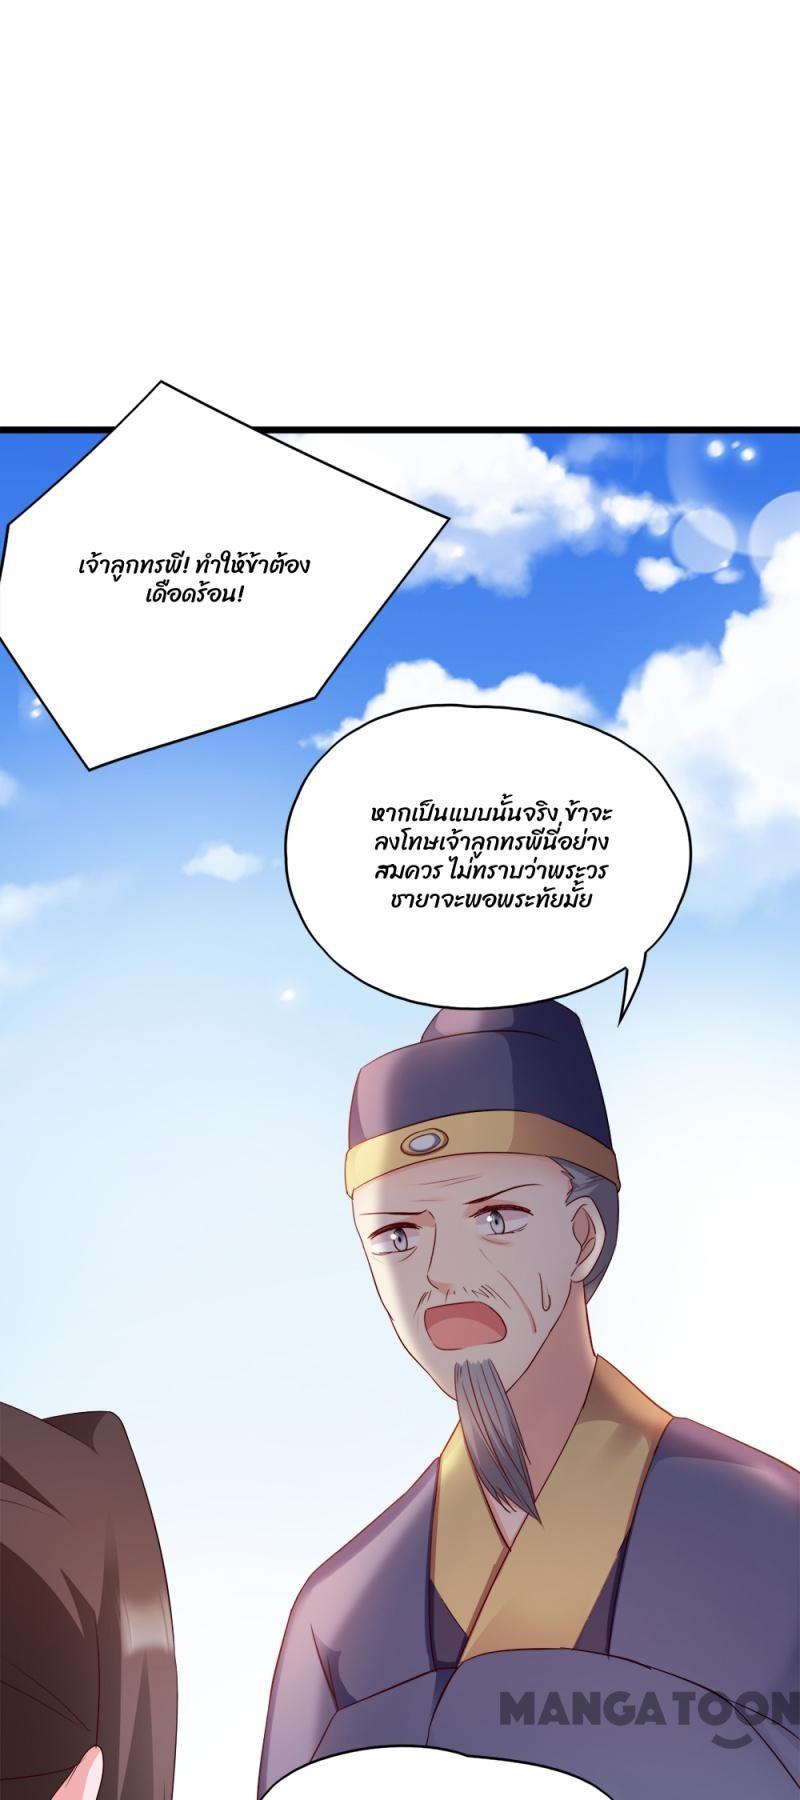 เจ้าลูกทรพี! ทำให้ข้าต้อง
เดือดร้อน!
หากเป็นแบบนั้นจริง ข้าจะ
ลงโทษเจ้าลูกทรพีนี่อย่าง
สมควร ไม่ทราบว่าพระวร
ชายาจะพอพระทัยมั้ย
MANGATOON